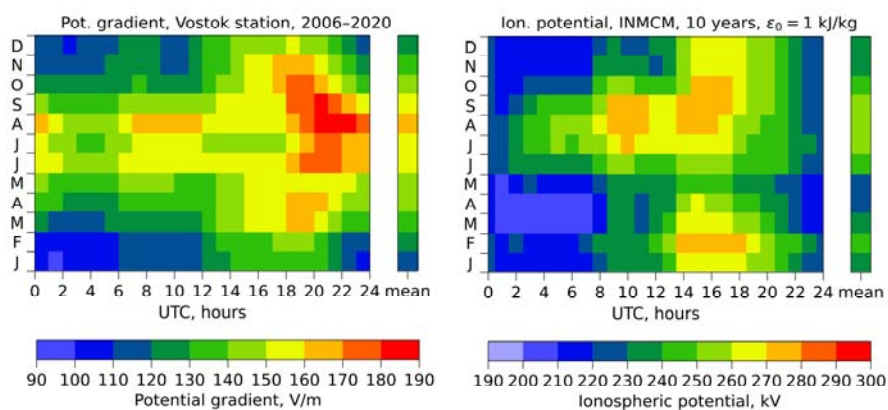 Pot. gradient, Vostok station, 2006–2020
D
N
O
S
A
J
J
M
A
M
F
J
0 2 4 6 8 10 12 14 16 18 20 22 24 mean
UTC, hours
90 100 110 120 130 140 150 160 170 180 190
Potential gradient, V/m
Ion. potential, INMCM, 10 years, ε₀ = 1 kJ/kg
D
N
O
S
A
J
J
M
A
M
F
J
0 2 4 6 8 10 12 14 16 18 20 22 24 mean
UTC, hours
190 200 210 220 230 240 250 260 270 280 290 300
Ionospheric potential, kV